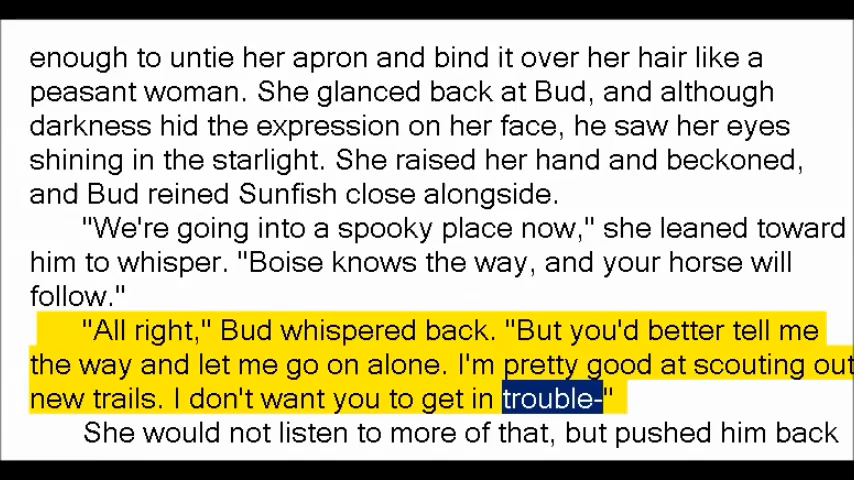 enough to untie her apron and bind it over her hair like a
peasant woman. She glanced back at Bud, and although
darkness hid the expression on her face, he saw her eyes
shining in the starlight. She raised her hand and beckoned,
and Bud reined Sunfish close alongside.
"We're going into a spooky place now," she leaned toward
him to whisper. "Boise knows the way, and your horse will
follow."
"All right," Bud whispered back. "But you'd better tell me
the way and let me go on alone. I'm pretty good at scouting out
new trails. I don't want you to get in trouble-"
She would not listen to more of that, but pushed him back